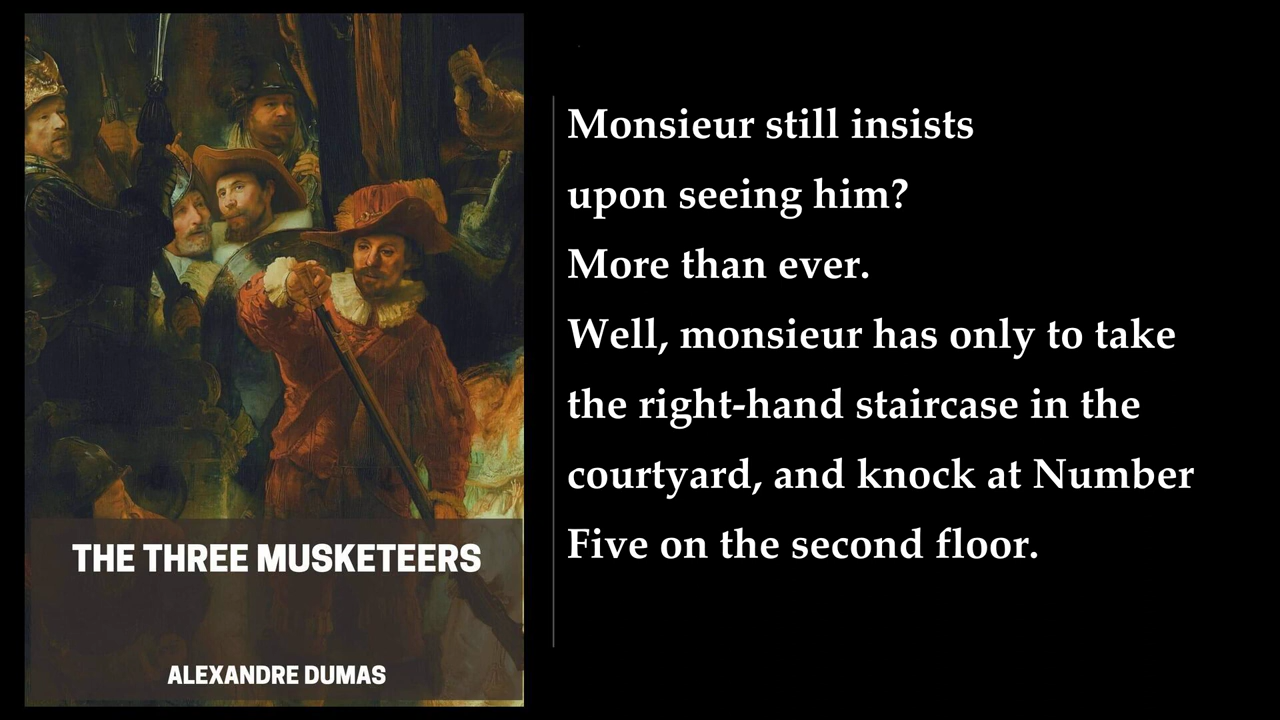 THE THREE MUSKETEERS
ALEXANDRE DUMAS
Monsieur still insists
upon seeing him?
More than ever.
Well, monsieur has only to take
the right-hand staircase in the
courtyard, and knock at Number
Five on the second floor.